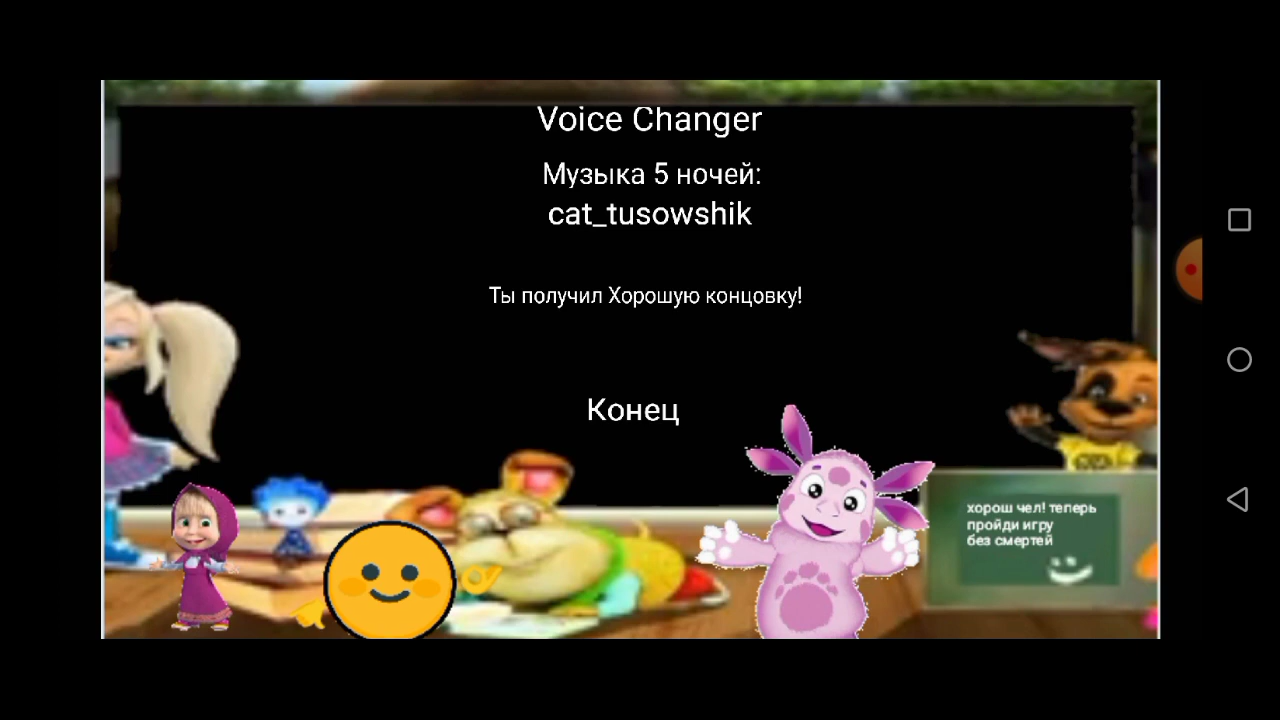 Voice Changer
Музыка 5 ночей:
cat_tusowshik
Ты получил Хорошую концовку!
Конец
хорош чел! теперь
пройди игру
без смертей